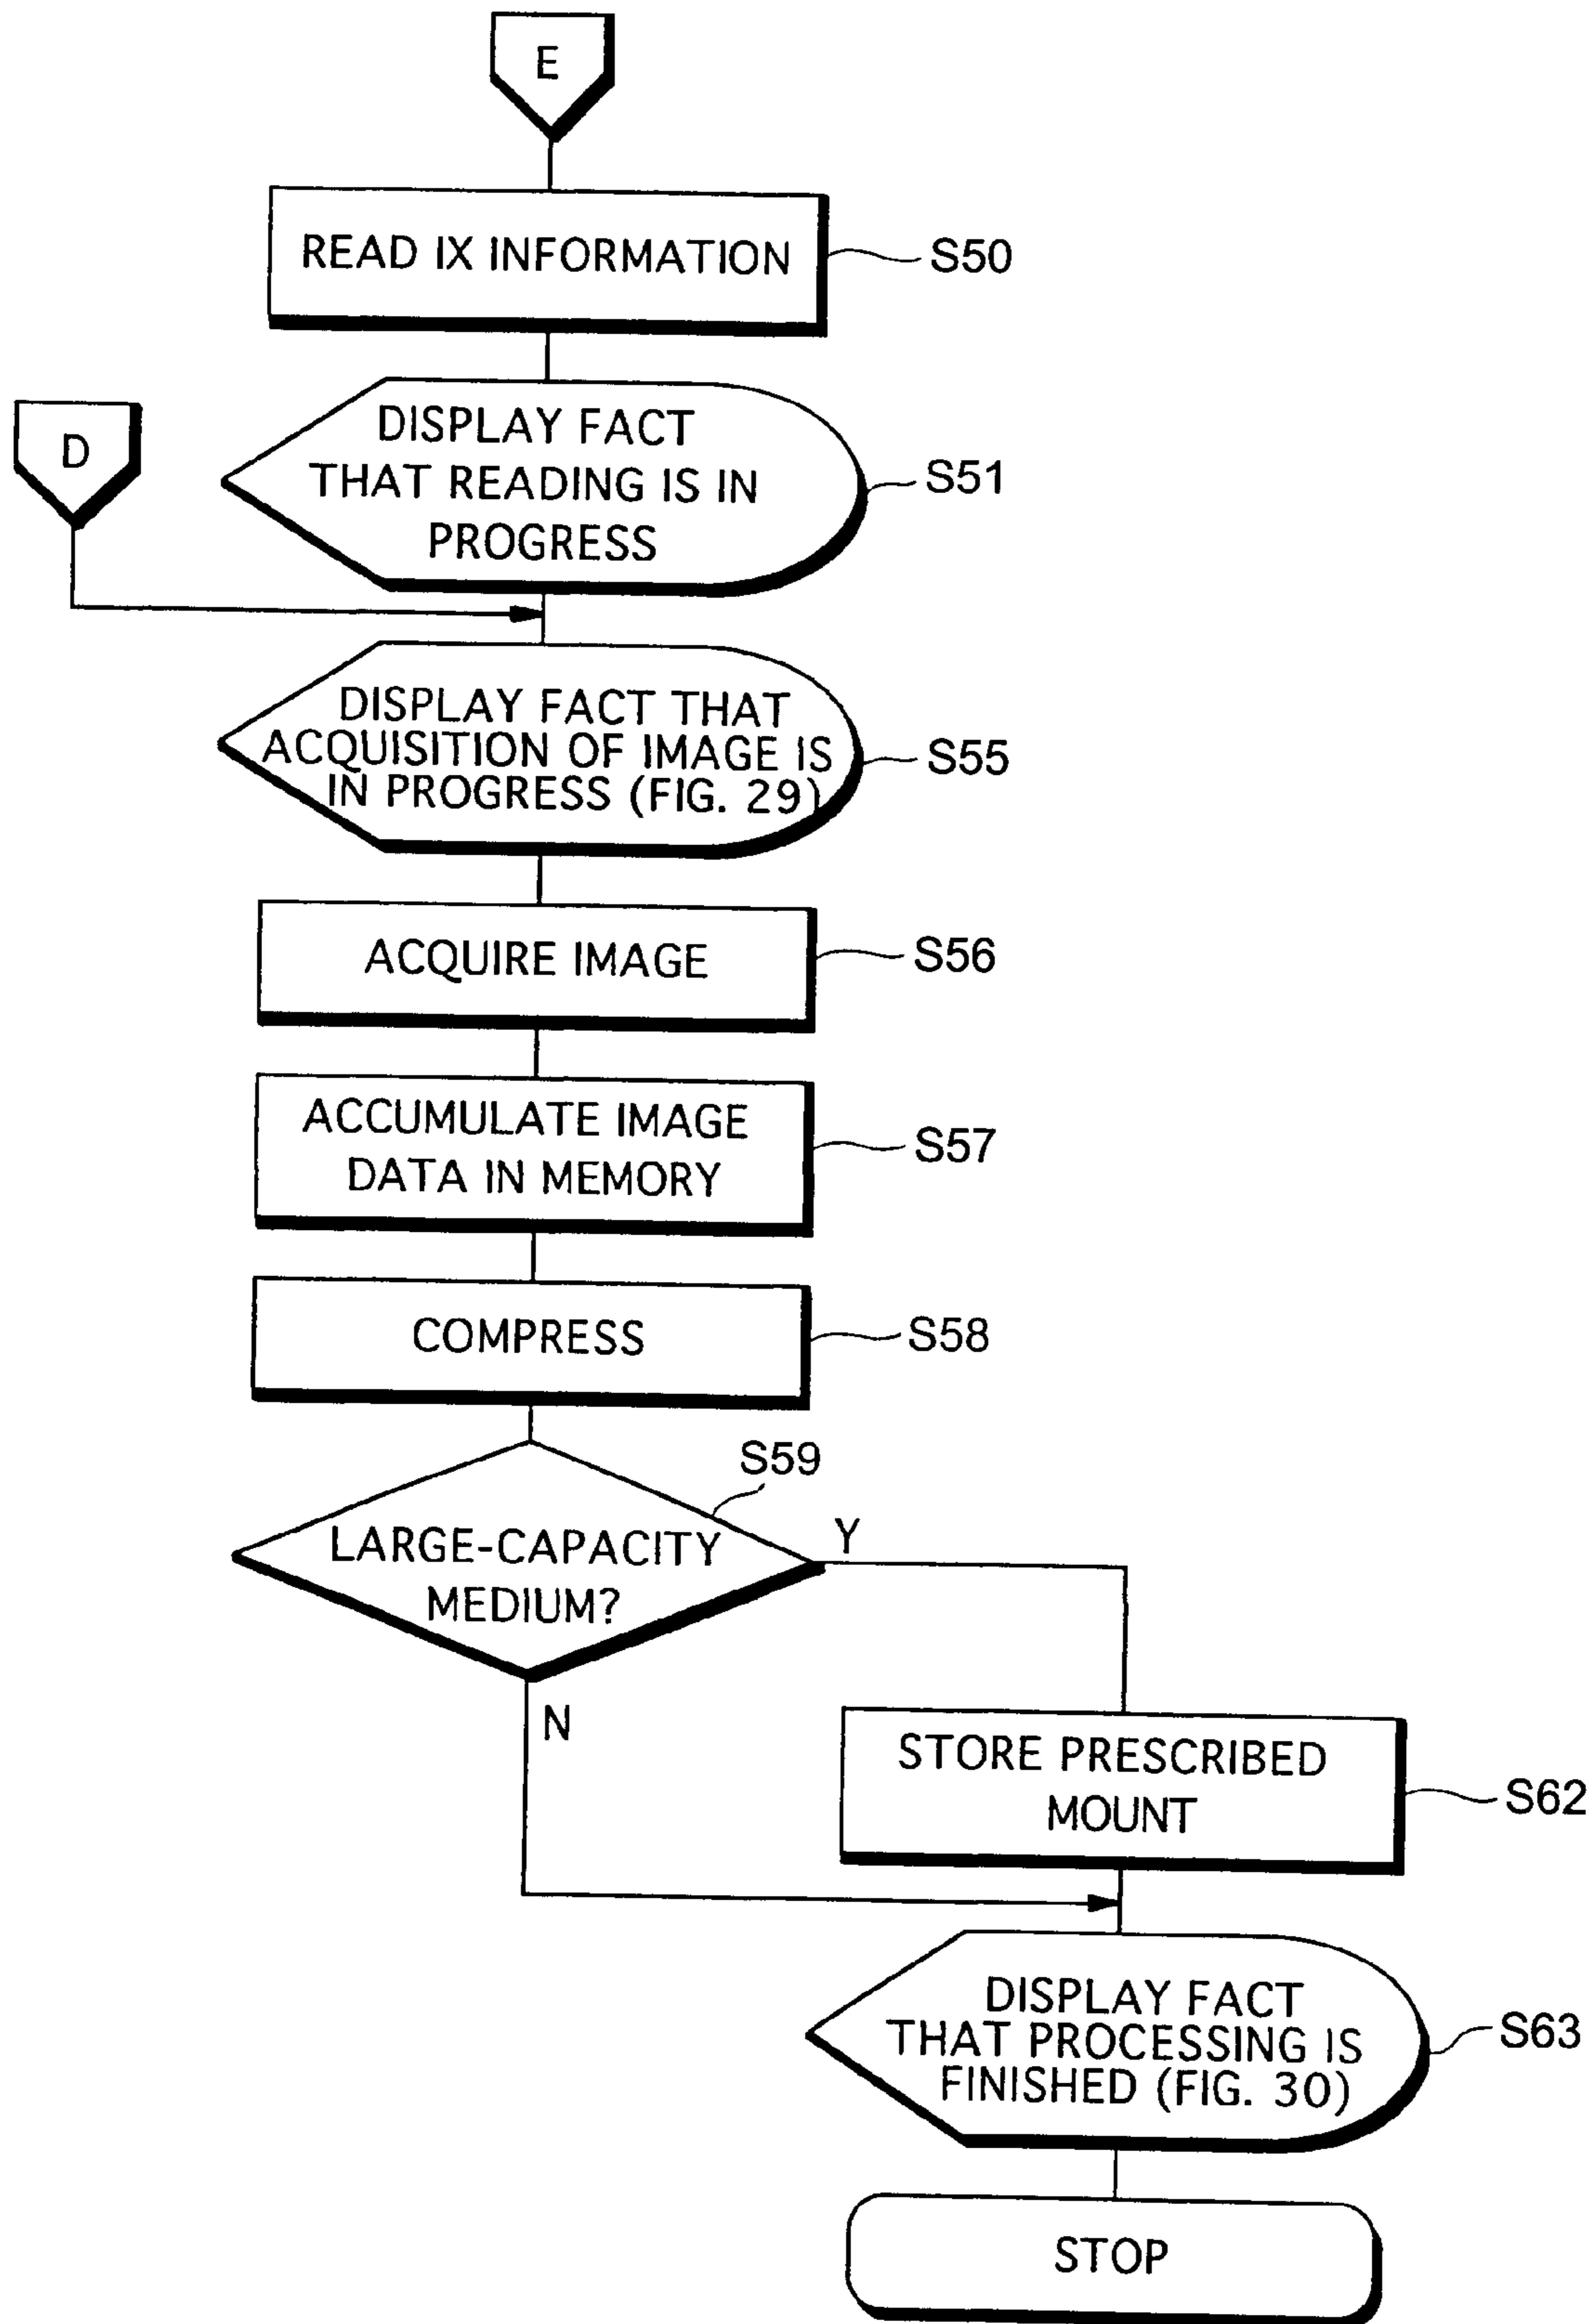 E
READ IX INFORMATION
S50
D
DISPLAY FACT
THAT READING IS IN
PROGRESS
S51
DISPLAY FACT THAT
ACQUISITION OF IMAGE IS
IN PROGRESS (FIG. 29)
S55
ACQUIRE IMAGE
S56
ACCUMULATE IMAGE
DATA IN MEMORY
S57
COMPRESS
S58
S59
LARGE-CAPACITY
MEDIUM?
Y
N
STORE PRESCRIBED
MOUNT
S62
DISPLAY FACT
THAT PROCESSING IS
FINISHED (FIG. 30)
S63
STOP